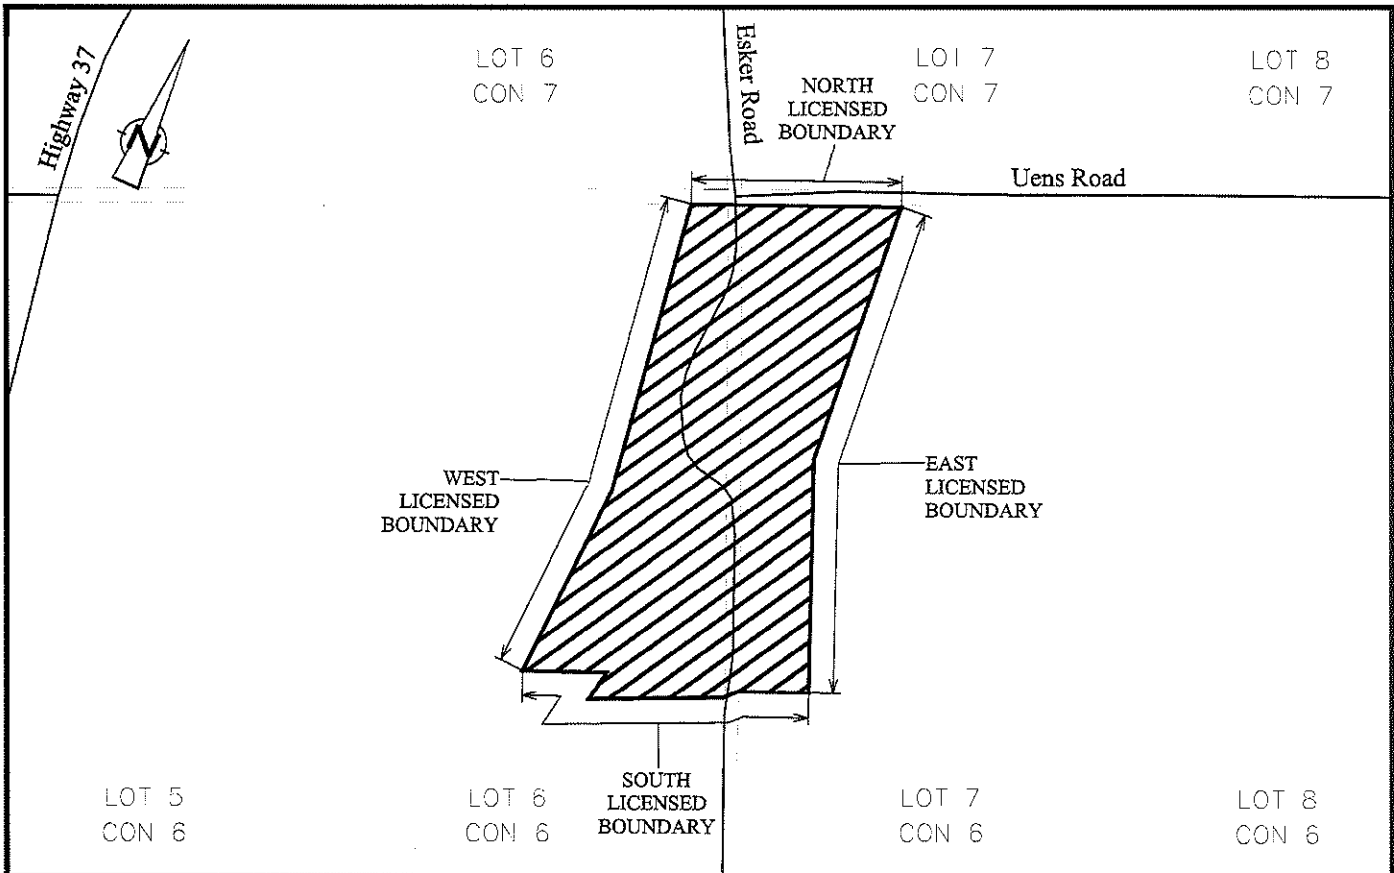 Highway 37
N
LOT 6
CON 7
Esker Road
LOT 7
CON 7
LOT 8
CON 7
NORTH
LICENSED
BOUNDARY
Uens Road
WEST
LICENSED
BOUNDARY
EAST
LICENSED
BOUNDARY
SOUTH
LICENSED
BOUNDARY
LOT 5
CON 6
LOT 6
CON 6
LOT 7
CON 6
LOT 8
CON 6